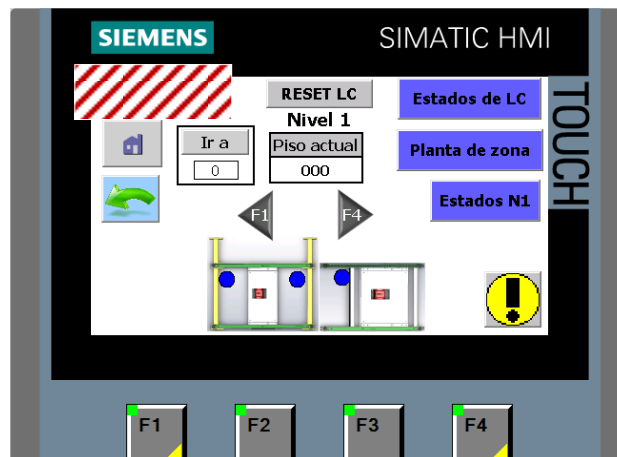 SIEMENS
SIMATIC HMI
TOUCH
RESET LC
Estados de LC
Nivel 1
Ir a
0
Piso actual
000
Planta de zona
Estados N1
F1
F4
F1
F2
F3
F4